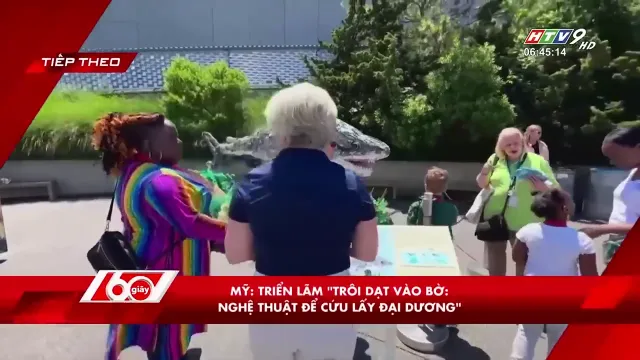 TIẾP THEO
HTV9 HD
06:45:14
60 giây
MỸ: TRIỂN LÃM "TRÔI DẠT VÀO BỜ:
NGHỆ THUẬT ĐỂ CỨU LẤY ĐẠI DƯƠNG"